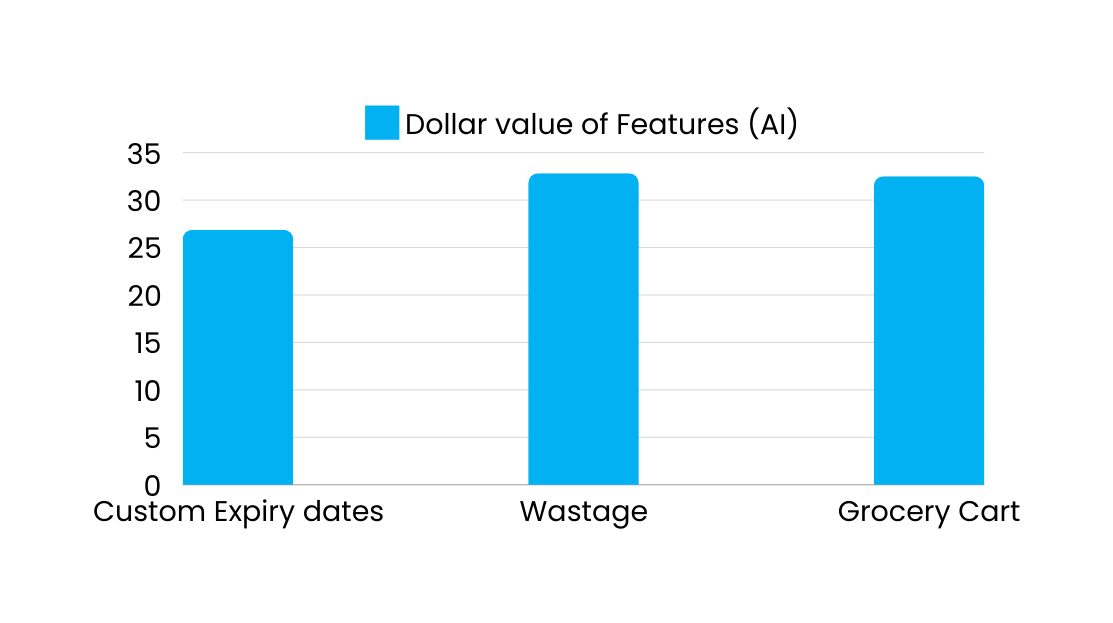 Dollar value of Features (AI)
35
30
25
20
15
10
5
0
Custom Expiry dates
Wastage
Grocery Cart